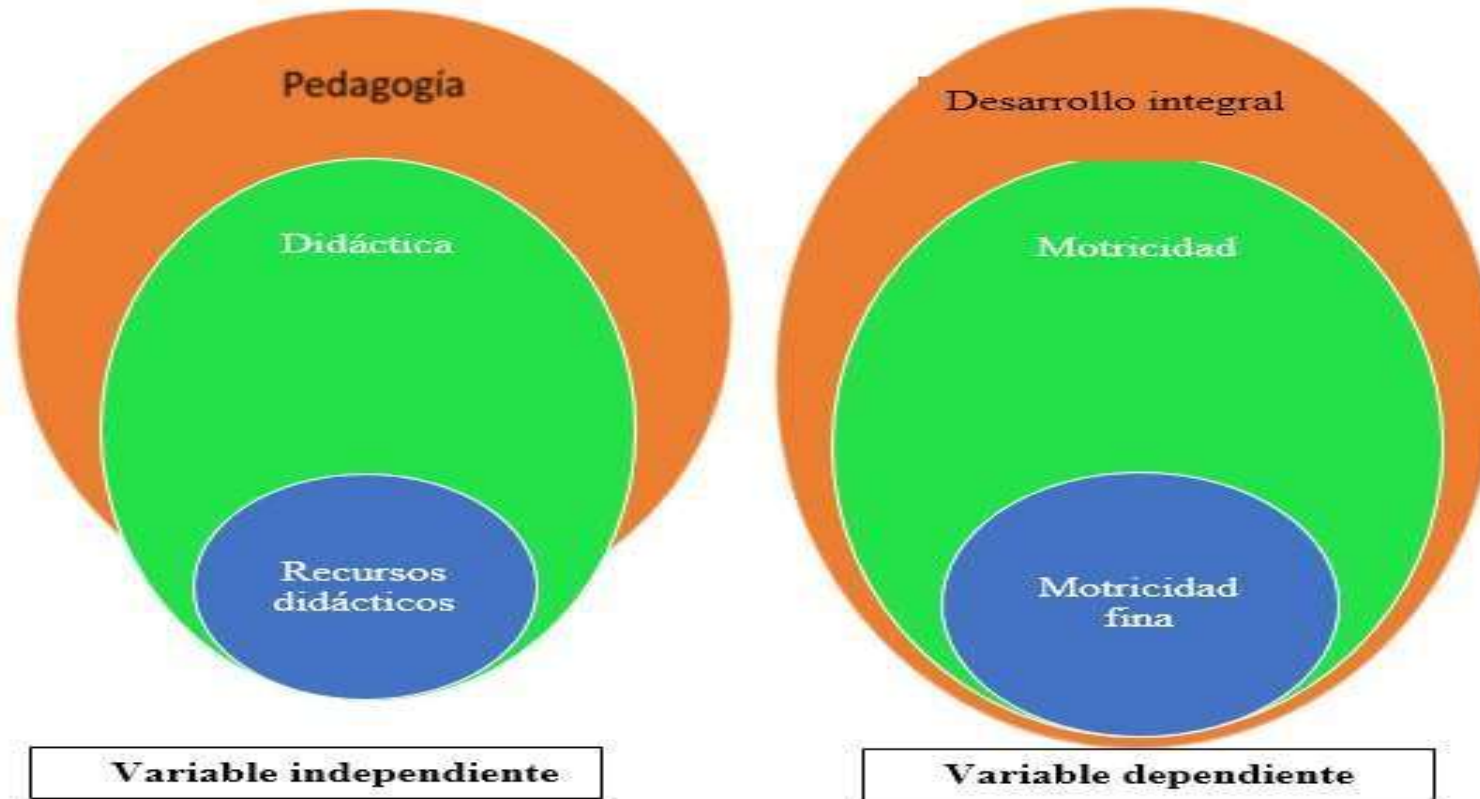 Pedagogía
Didáctica
Recursos
didácticos
Variable independiente
Desarrollo integral
Motricidad
Motricidad
fina
Variable dependiente